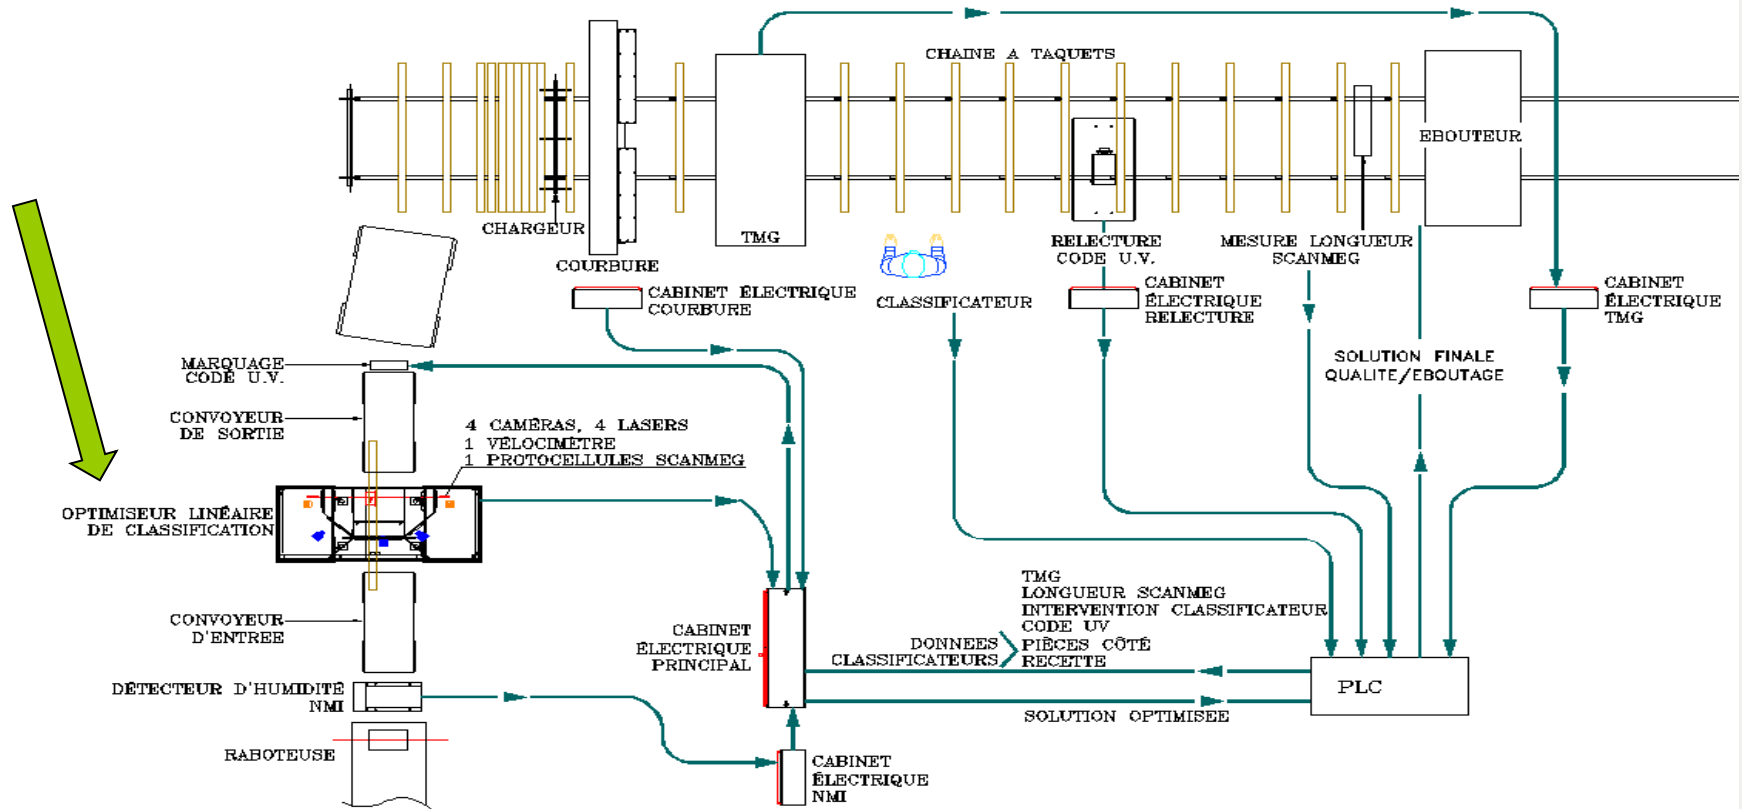 CHAINE A TAQUETS
EBOUTEUR
CHARGEUR
TMG
COURBURE
RELECTURE
CODE U.V.
MESURE LONGUEUR
SCANMEG
CLASSIFICATEUR
CABINET ÉLECTRIQUE
COURBURE
CABINET
ÉLECTRIQUE
RELECTURE
CABINET
ÉLECTRIQUE
TMG
MARQUAGE
CODE U.V.
SOLUTION FINALE
QUALITE/EBOUTAGE
CONVOYEUR
DE SORTIE
4 CAMÉRAS, 4 LASERS
1 VÉLOCIMÈTRE
1 PROTOCELLULES SCANMEG
OPTIMISEUR LINÉAIRE
DE CLASSIFICATION
CONVOYEUR
D'ENTREE
CABINET
ÉLECTRIQUE
PRINCIPAL
DONNEES
CLASSIFICATEURS
TMG
LONGUEUR SCANMEG
INTERVENTION CLASSIFICATEUR
CODE UV
PIÈCES CÔTÉ
RECETTE
PLC
SOLUTION OPTIMISEE
DÉTECTEUR D'HUMIDITÉ
NMI
RABOTEUSE
CABINET
ÉLECTRIQUE
NMI